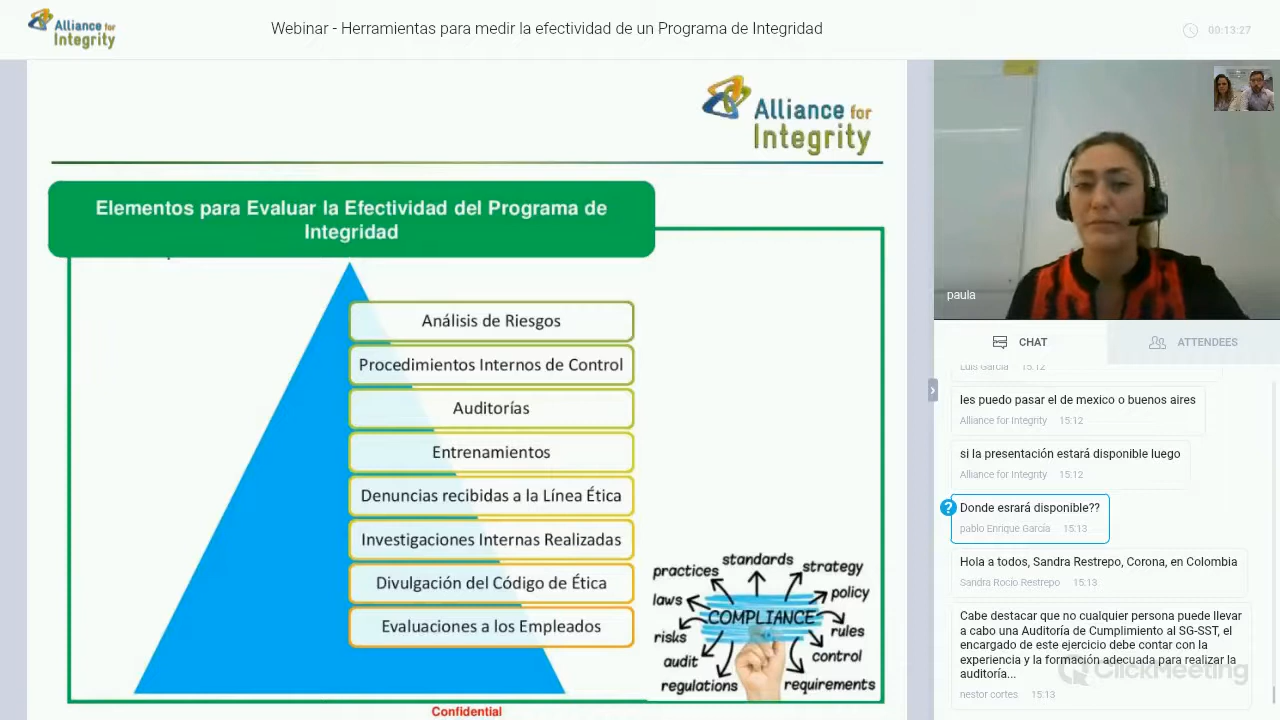 Alliance for
Integrity
Webinar - Herramientas para medir la efectividad de un Programa de Integridad
00:13:27
Alliance for
Integrity
Elementos para Evaluar la Efectividad del Programa de
Integridad
Análisis de Riesgos
Procedimientos Internos de Control
Auditorías
Entrenamientos
Denuncias recibidas a la Línea Ética
Investigaciones Internas Realizadas
Divulgación del Código de Ética
Evaluaciones a los Empleados
practices
standards
strategy
laws
policy
COMPLIANCE
risks
rules
audit
control
regulations
requirements
Confidential
paula
CHAT
ATTENDEES
Luis Garcia 15:12
les puedo pasar el de mexico o buenos aires
Alliance for Integrity 15:12
si la presentación estará disponible luego
Alliance for Integrity 15:12
? Donde esrará disponible??
pablo Enrique Garcia 15:13
Hola a todos, Sandra Restrepo, Corona, en Colombia
Sandra Rocio Restrepo 15:13
Cabe destacar que no cualquier persona puede llevar
a cabo una Auditoría de Cumplimiento al SG-SST, el
encargado de este ejercicio debe contar con la
experiencia y la formación adecuada para realizar la
auditoría...
nestor cortes 15:13
ClickMeeting